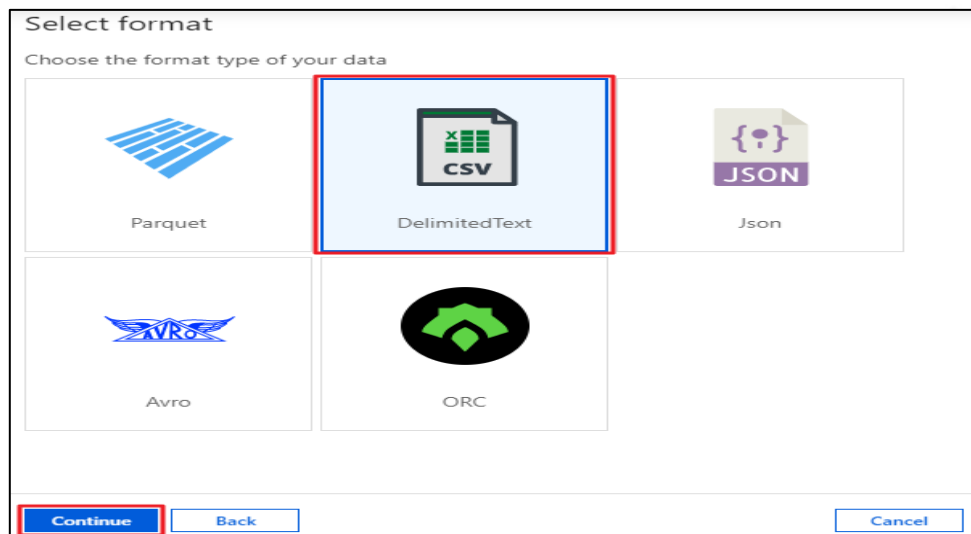 Select format
Choose the format type of your data
X
CSV
{ } 
JSON
Parquet
DelimitedText
Json
AVRO
Avro
ORC
Continue
Back
Cancel